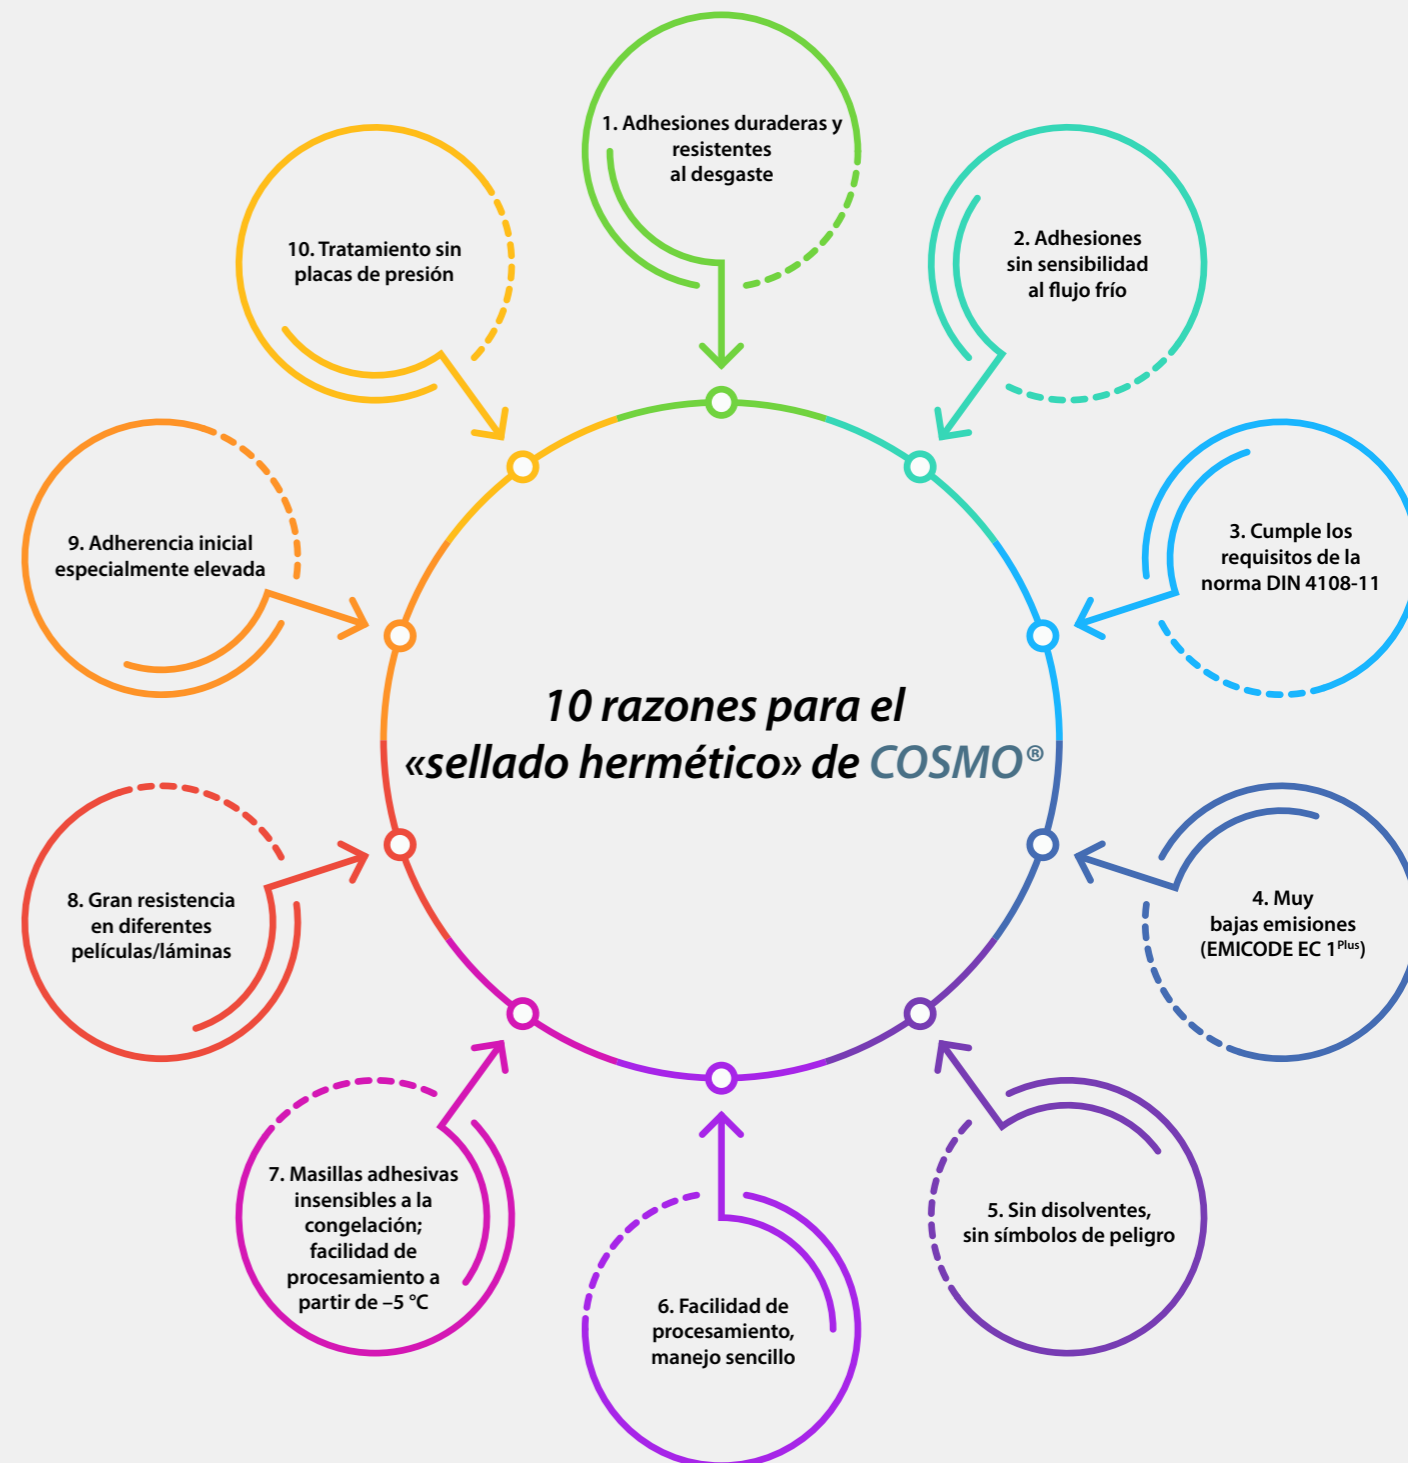 10 razones para el
«sellado hermético» de COSMO®
1. Adhesiones duraderas y
resistentes
al desgaste
2. Adhesiones
sin sensibilidad
al flujo frío
3. Cumple los
requisitos de la
norma DIN 4108-11
4. Muy
bajas emisiones
(EMICODE EC 1Plus)
5. Sin disolventes,
sin símbolos de peligro
6. Facilidad de
procesamiento,
manejo sencillo
7. Masillas adhesivas
insensibles a la
congelación;
facilidad de
procesamiento a
partir de –5 °C
8. Gran resistencia
en diferentes
películas/láminas
9. Adherencia inicial
especialmente elevada
10. Tratamiento sin
placas de presión